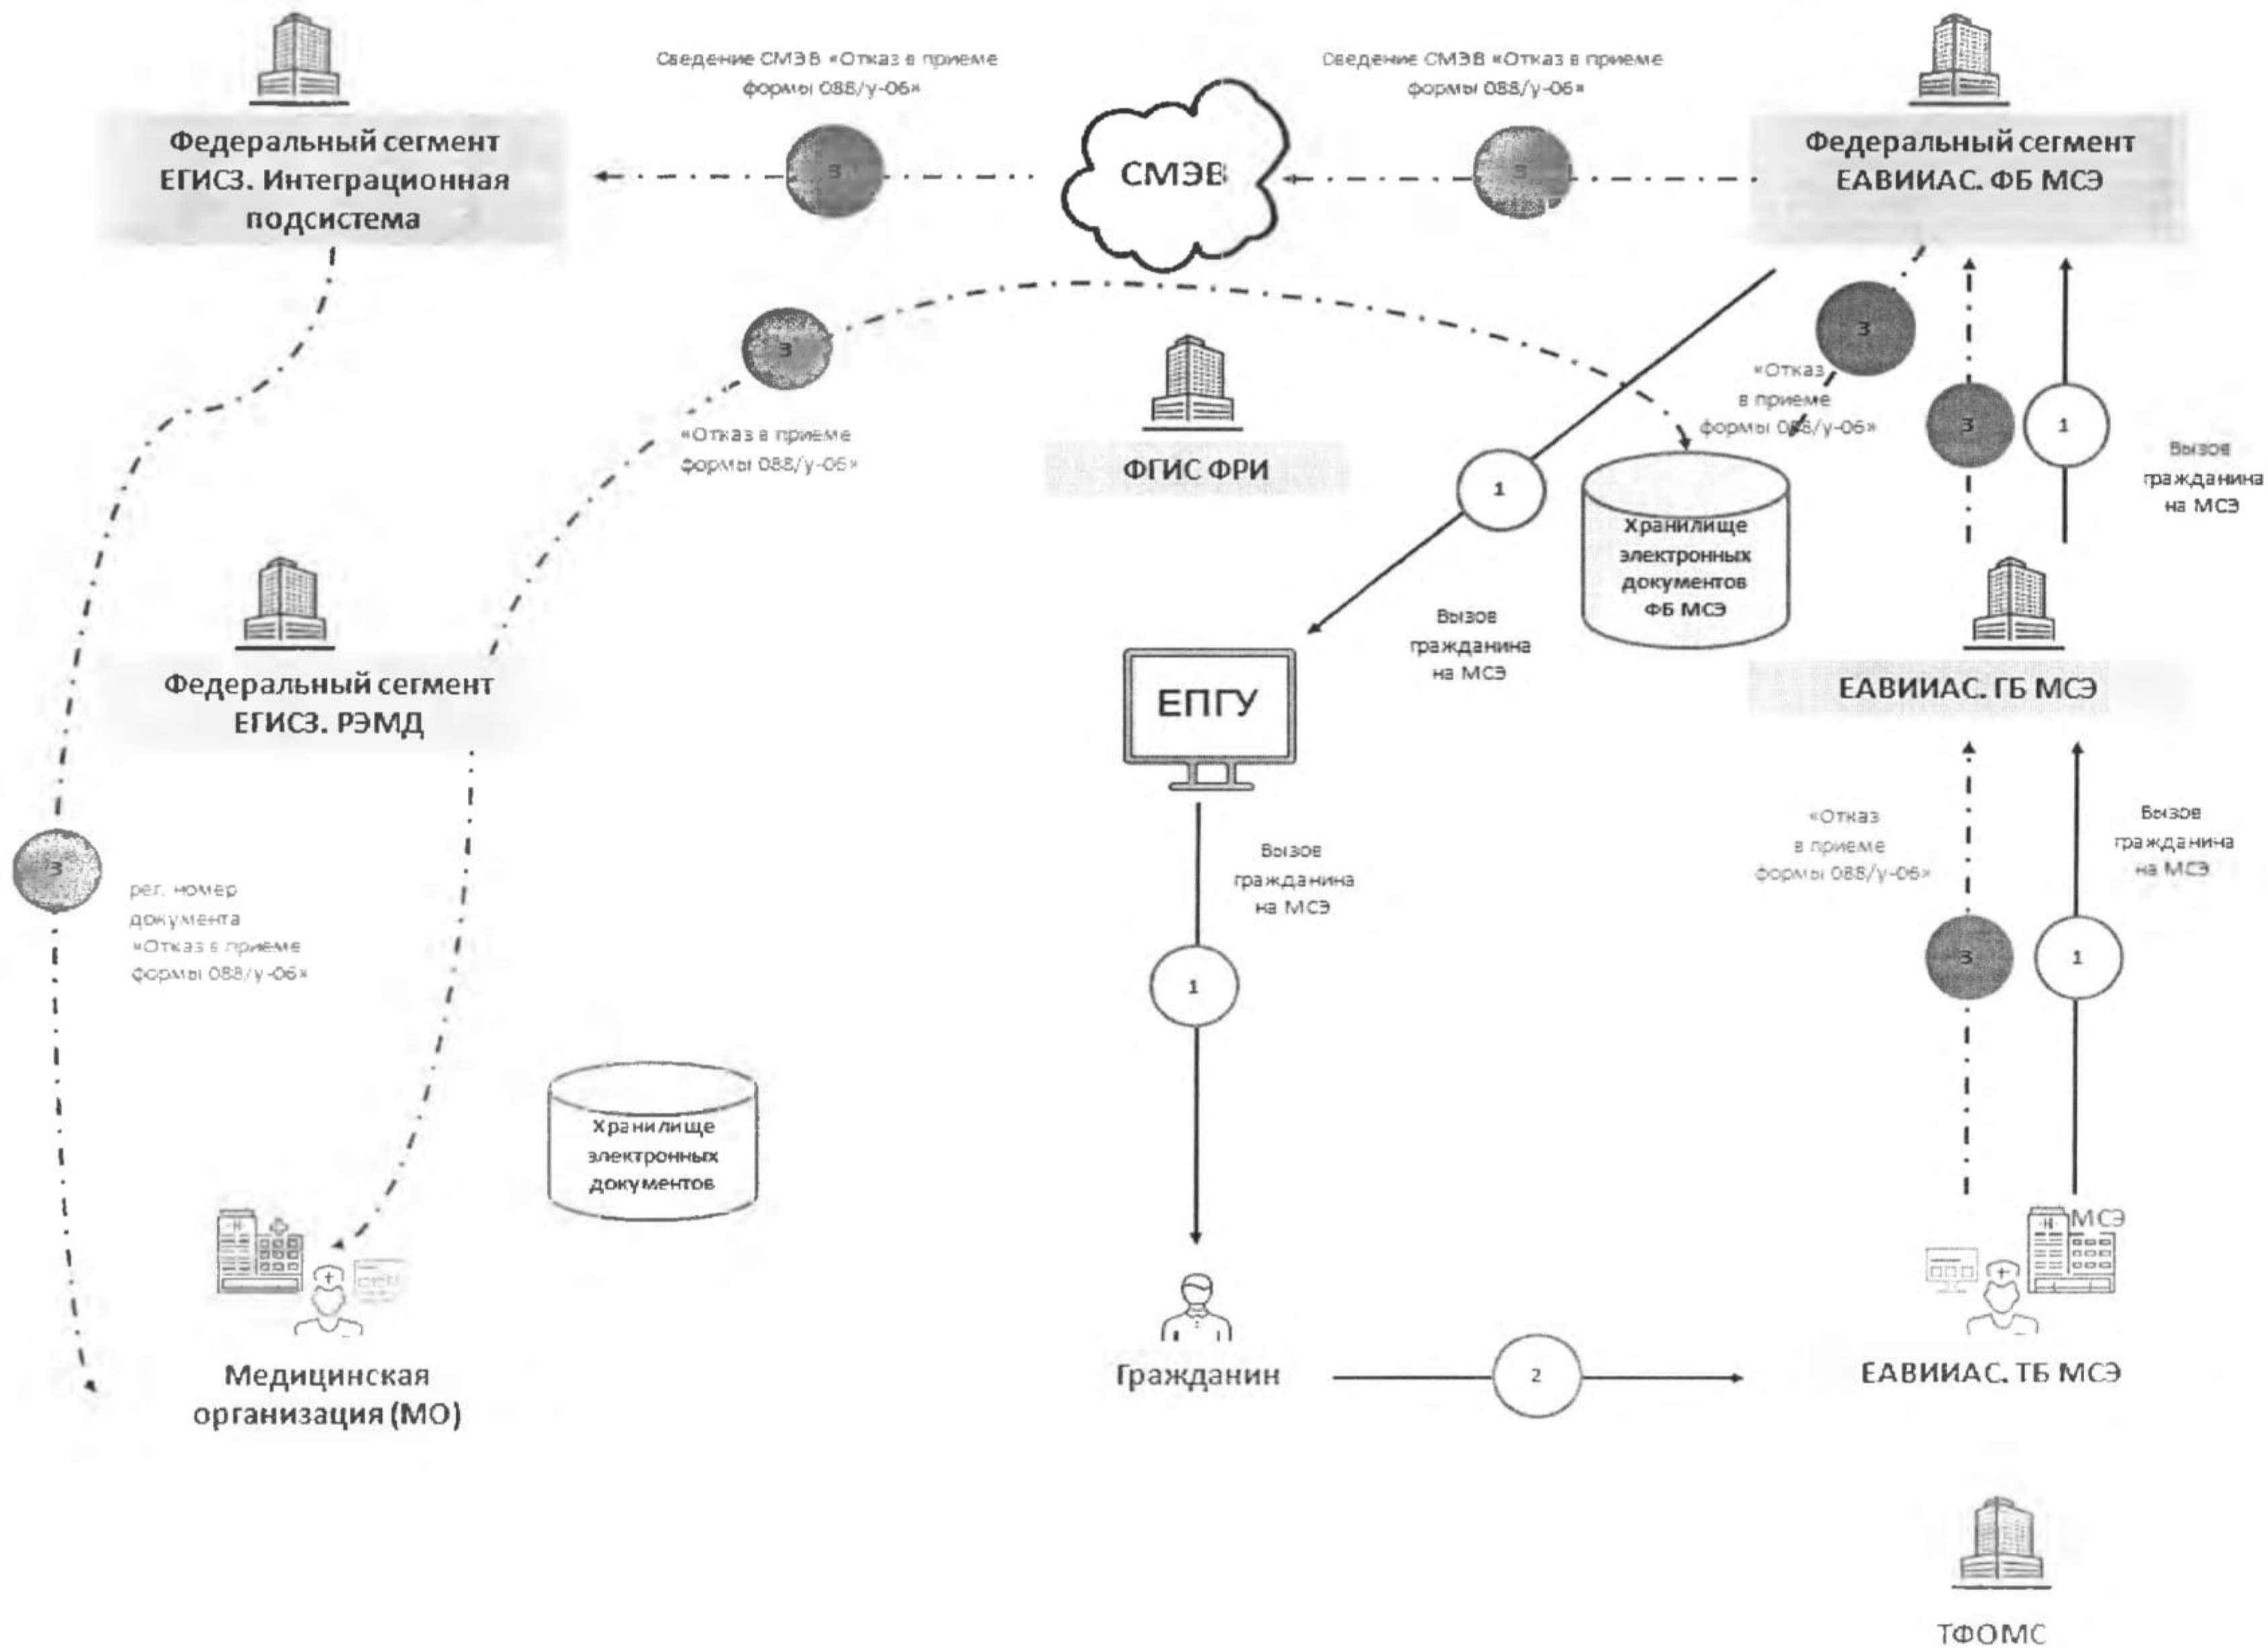 Сведение СМЭВ «Отказ в приеме
формы 088/у-06»
Сведение СМЭВ «Отказ в приеме
формы 088/у-06»
Федеральный сегмент
ЕГИСЗ. Интеграционная
подсистема
3
СМЭВ
3
Федеральный сегмент
ЕАВИИАС. ФБ МСЭ
3
«Отказ в приеме
формы 088/у-06»
ФГИС ФРИ
3
«Отказ
в приеме
формы 088/у-06»
3
1
Вызов
гражданина
на МСЭ
1
Хранилище
электронных
документов
ФБ МСЭ
Вызов
гражданина
на МСЭ
Федеральный сегмент
ЕГИСЗ. РЭМД
ЕПГУ
ЕАВИИАС. ГБ МСЭ
3
рег. номер
документа
«Отказ в приеме
формы 088/у-06»
Вызов
гражданина
на МСЭ
1
«Отказ
в приеме
формы 088/у-06»
Вызов
гражданина
на МСЭ
3
1
Хранилище
электронных
документов
МСЭ
Медицинская
организация (МО)
Гражданин
2
ЕАВИИАС. ТБ МСЭ
ТФОМС